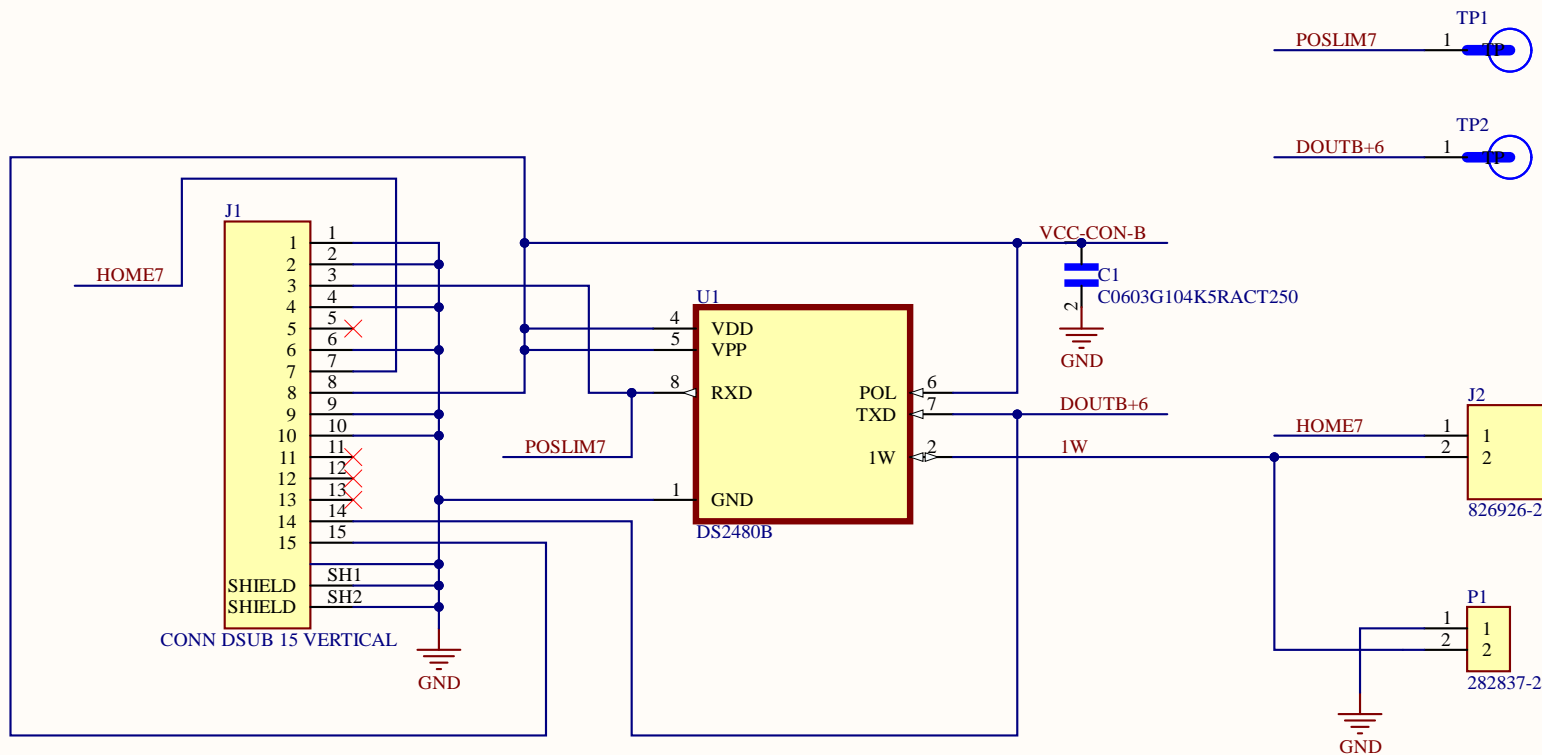 TP1
POSLIM7 1 TP
TP2
DOUTB+6 1 TP
J1
HOME7
1 1
2 2
3 3
4 4
5 5
6 6
7 7
8 8
9 9
10 10
11 11
12 12
13 13
14 14
15 15
SHIELD SH1
SHIELD SH2
CONN DSUB 15 VERTICAL
GND
U1
4 VDD
5 VPP
8 RXD
POL 6
TXD 7
1W 2
1 GND
DS2480B
POSLIM7
VCC-CON-B
C1
C0603G104K5RACT250
2
GND
DOUTB+6
1W
J2
HOME7 1 1
2 2
826926-2
P1
1 1
2 2
282837-2
GND